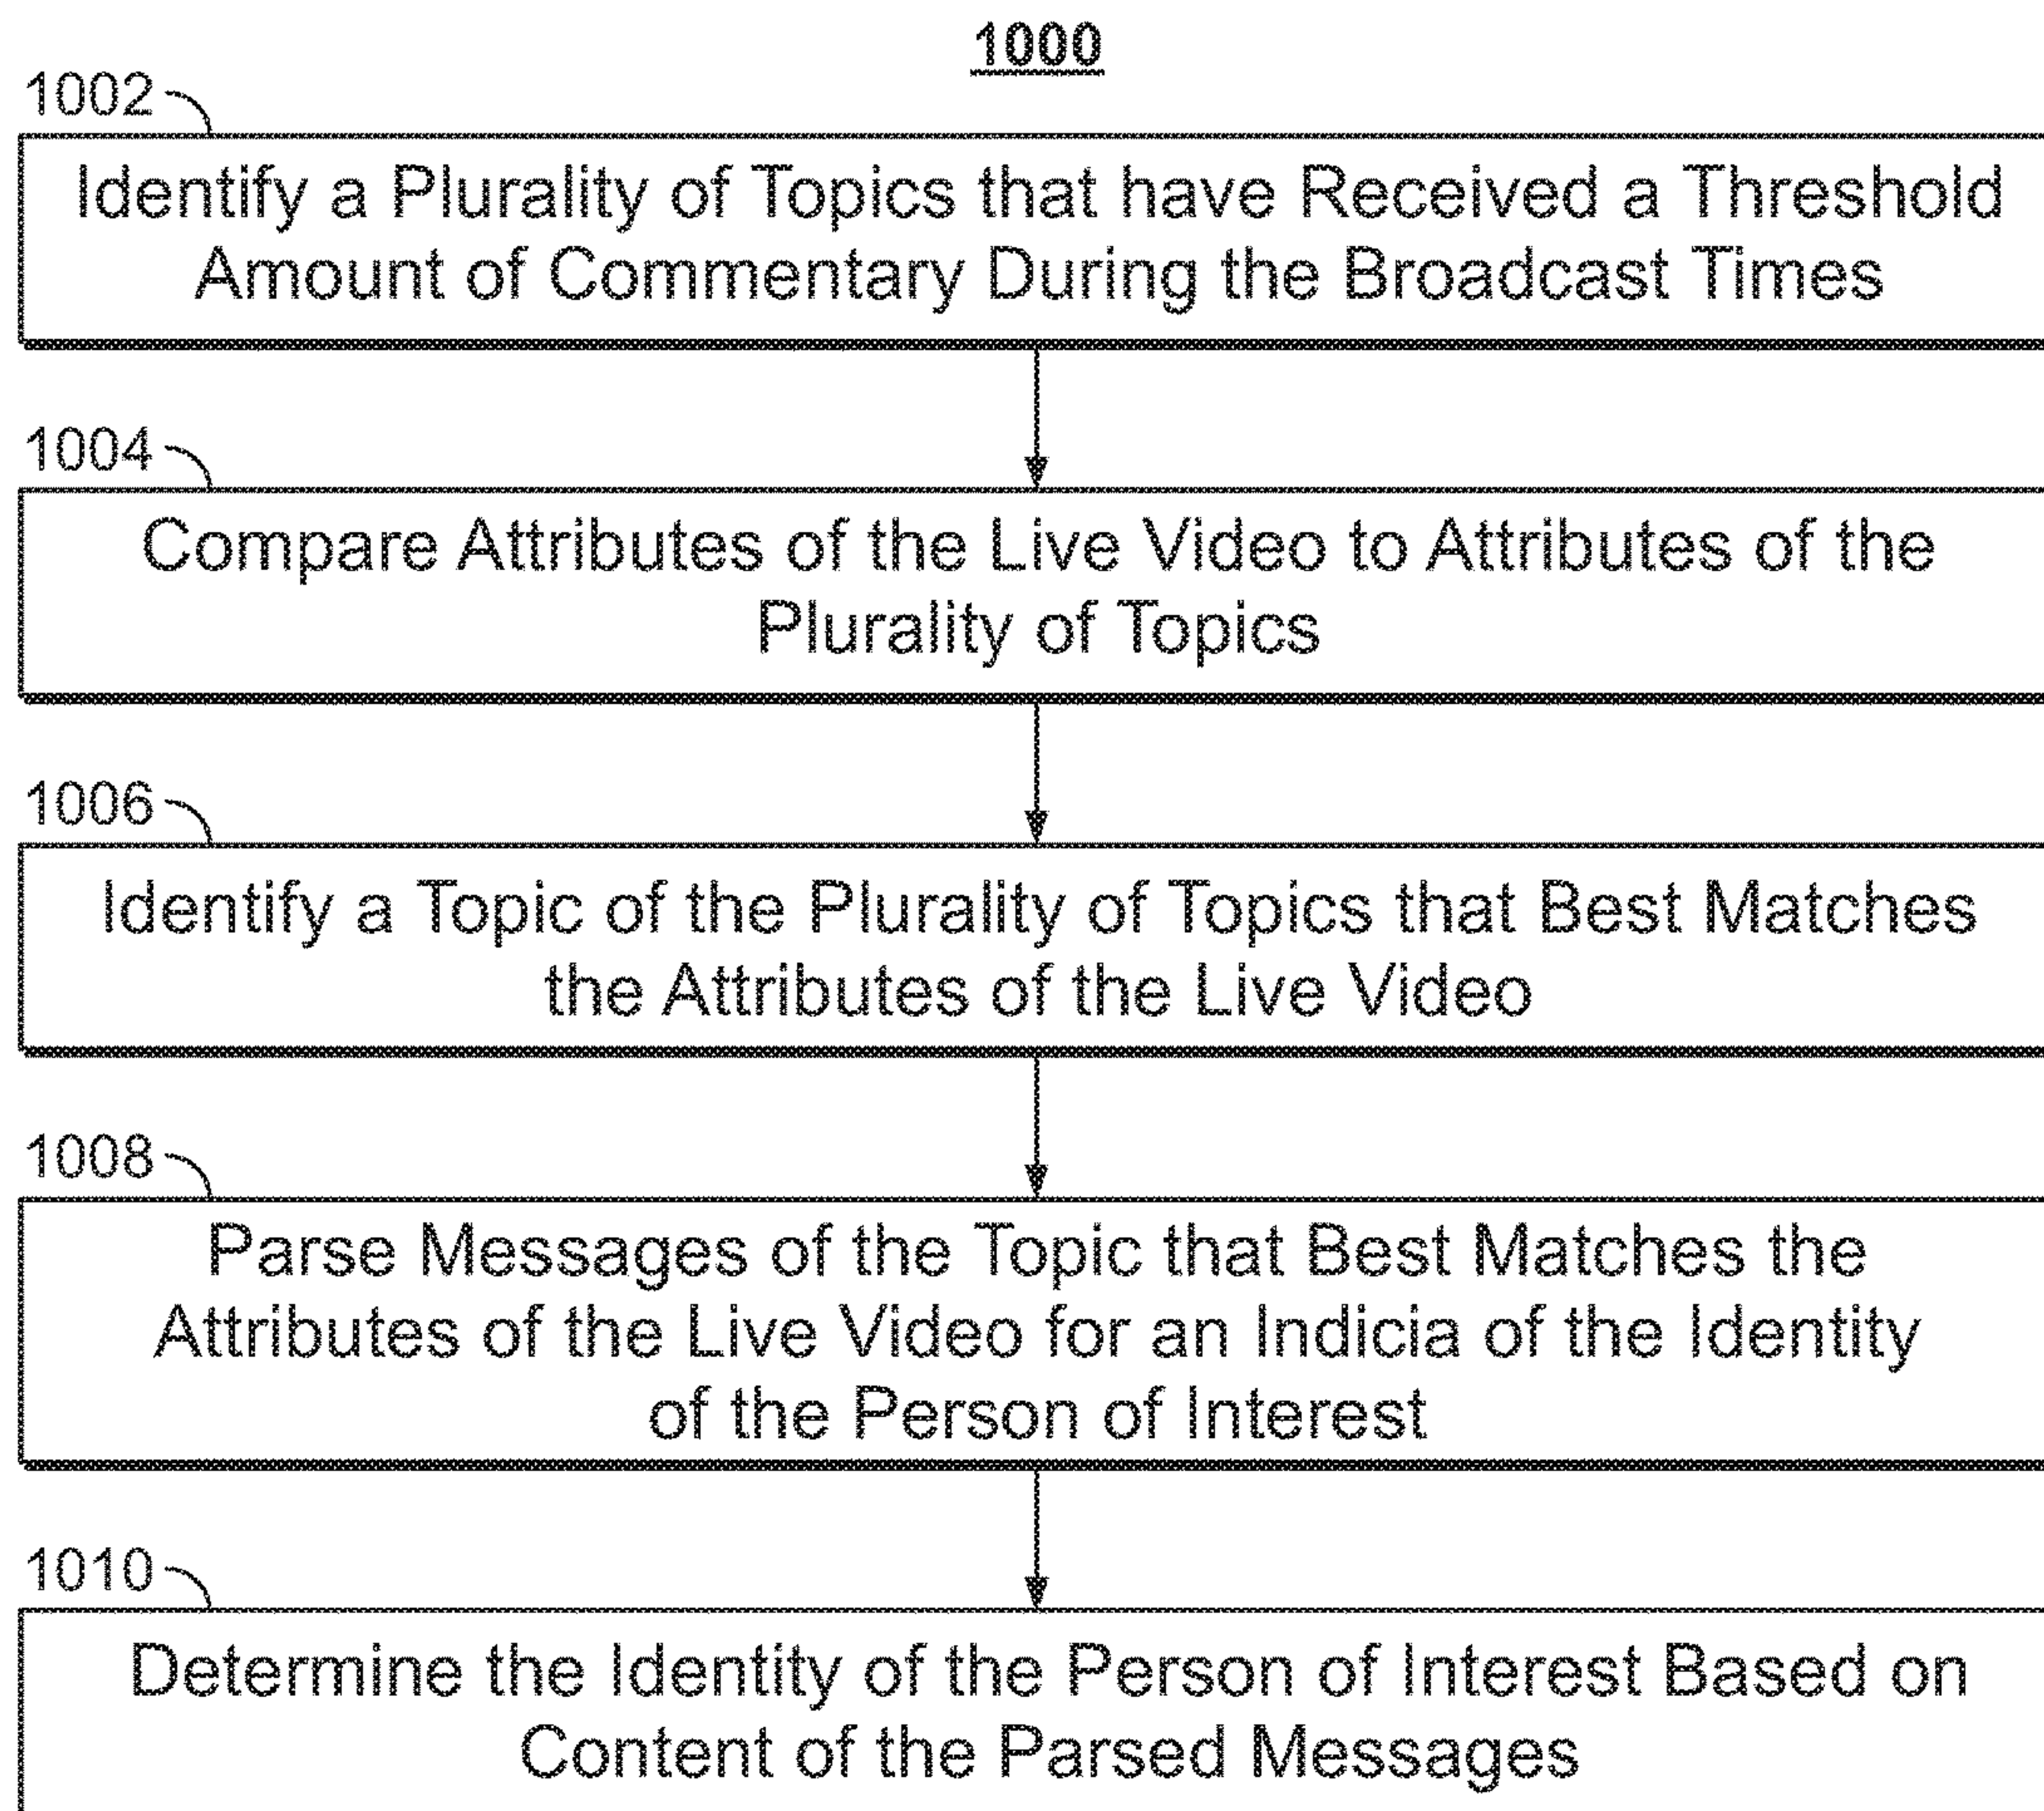 1000
1002
Identify a Plurality of Topics that have Received a Threshold
Amount of Commentary During the Broadcast Times
1004
Compare Attributes of the Live Video to Attributes of the
Plurality of Topics
1006
Identify a Topic of the Plurality of Topics that Best Matches
the Attributes of the Live Video
1008
Parse Messages of the Topic that Best Matches the
Attributes of the Live Video for an Indicia of the Identity
of the Person of Interest
1010
Determine the Identity of the Person of Interest Based on
Content of the Parsed Messages